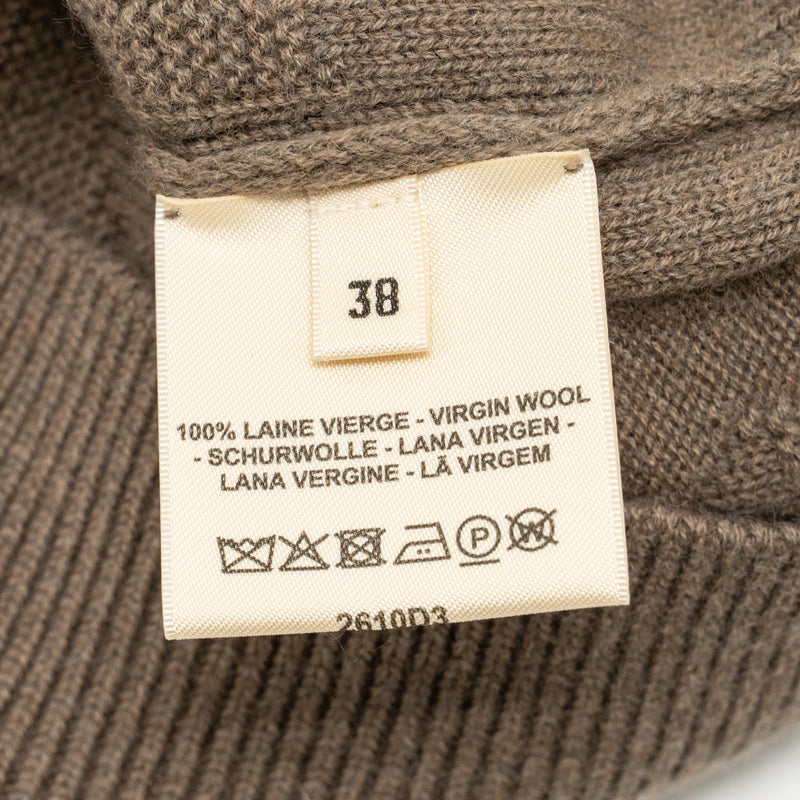 38
100% LAINE VIERGE - VIRGIN WOOL
- SCHURWOLLE - LANA VIRGEN -
LANA VERGINE - LÃ VIRGEM
P W
2610D3